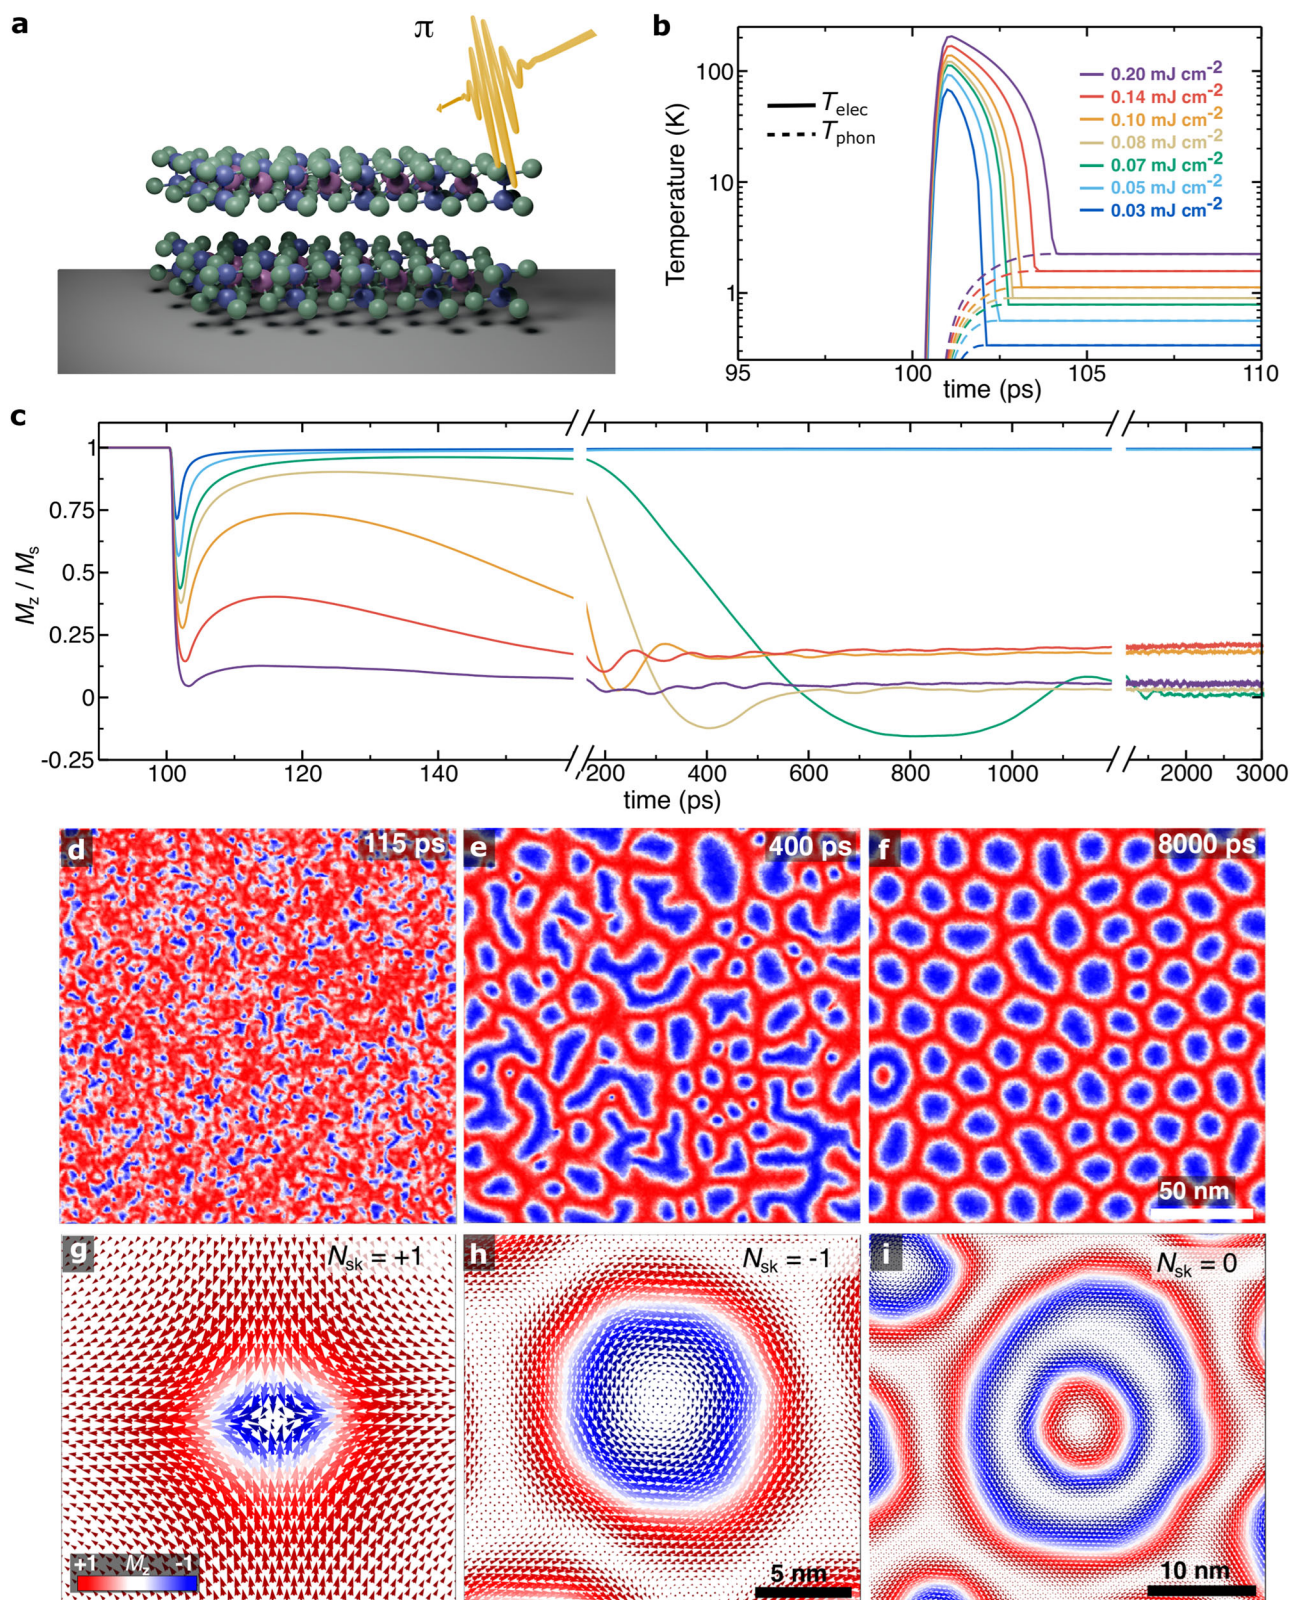 a
π
b
Temperature (K)
100
10
1
T_elec
T_phon
0.20 mJ cm⁻²
0.14 mJ cm⁻²
0.10 mJ cm⁻²
0.08 mJ cm⁻²
0.07 mJ cm⁻²
0.05 mJ cm⁻²
0.03 mJ cm⁻²
95 100 105 110
time (ps)
c
M_z / M_s
1
0.75
0.5
0.25
0
-0.25
100 120 140 200 400 600 800 1000 2000 3000
time (ps)
d 115 ps
e 400 ps
f 8000 ps
50 nm
g N_sk = +1
+1 M_z -1
h N_sk = -1
5 nm
i N_sk = 0
10 nm